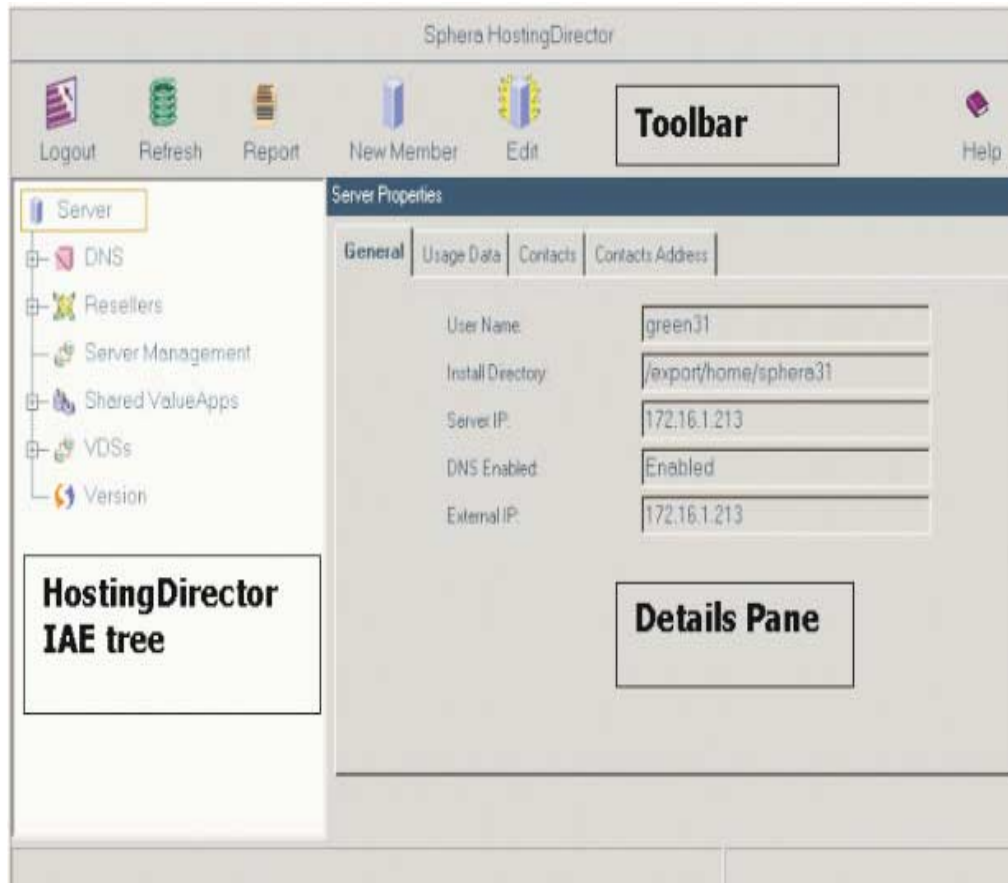 Sphera HostingDirector
Logout Refresh Report New Member Edit Toolbar Help
Server
DNS
Resellers
Server Management
Shared ValueApps
VDSs
Version
HostingDirector
IAE tree
Server Properties
General Usage Data Contacts Contacts Address
User Name: green31
Install Directory: /export/home/sphera31
Server IP: 172.16.1.213
DNS Enabled: Enabled
External IP: 172.16.1.213
Details Pane